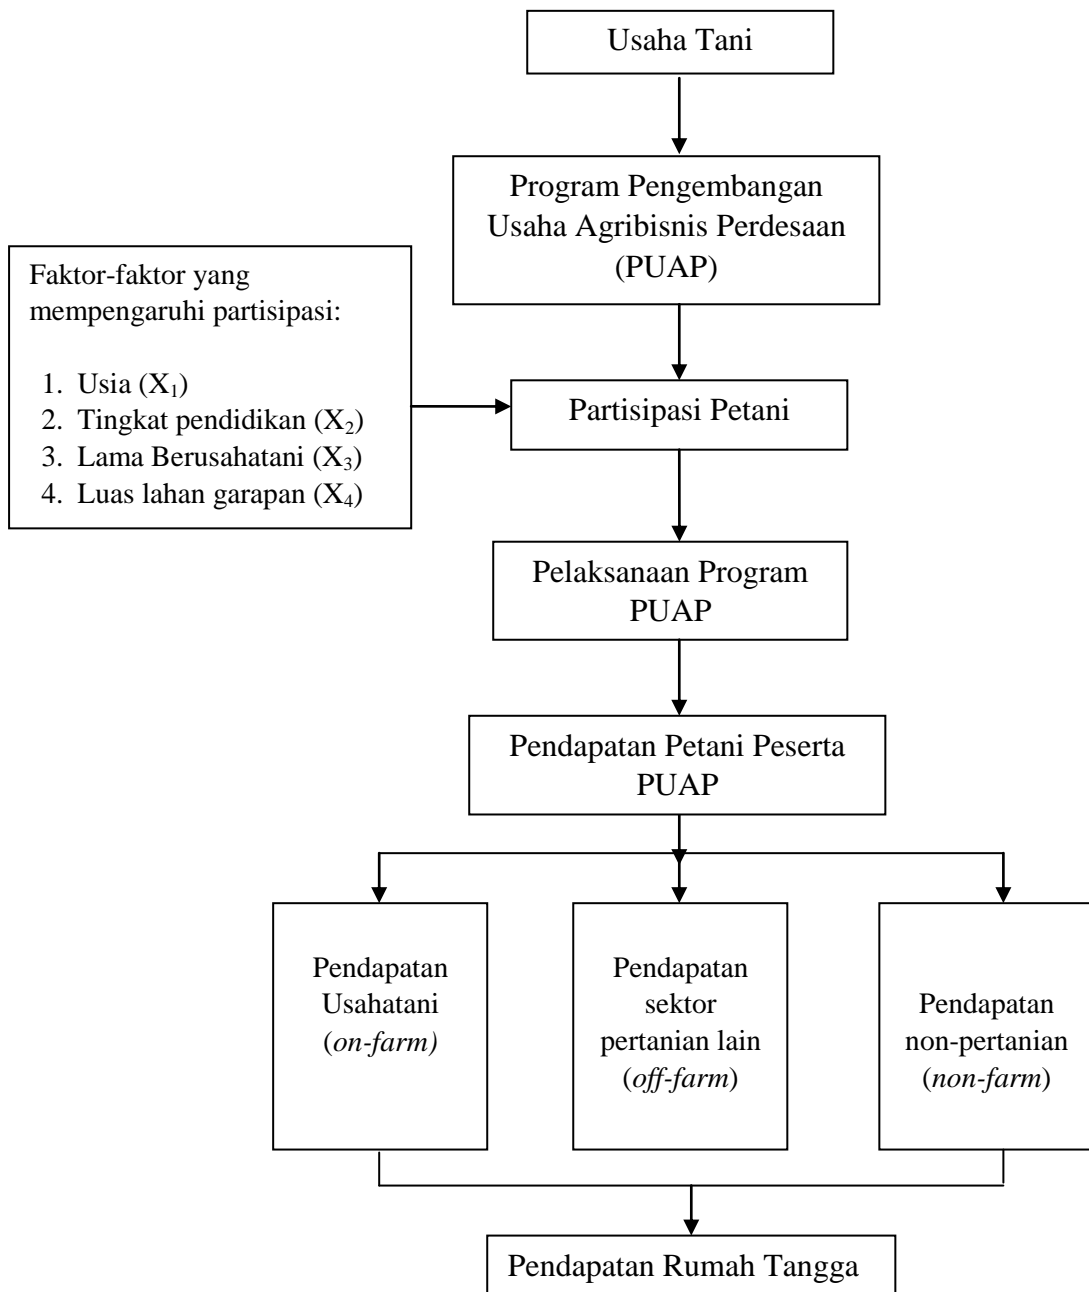 Usaha Tani
Program Pengembangan
Usaha Agribisnis Perdesaan
(PUAP)
Faktor-faktor yang
mempengaruhi partisipasi:
1. Usia (X₁)
2. Tingkat pendidikan (X₂)
3. Lama Berusahatani (X₃)
4. Luas lahan garapan (X₄)
Partisipasi Petani
Pelaksanaan Program
PUAP
Pendapatan Petani Peserta
PUAP
Pendapatan
Usahatani
(on-farm)
Pendapatan
sektor
pertanian lain
(off-farm)
Pendapatan
non-pertanian
(non-farm)
Pendapatan Rumah Tangga